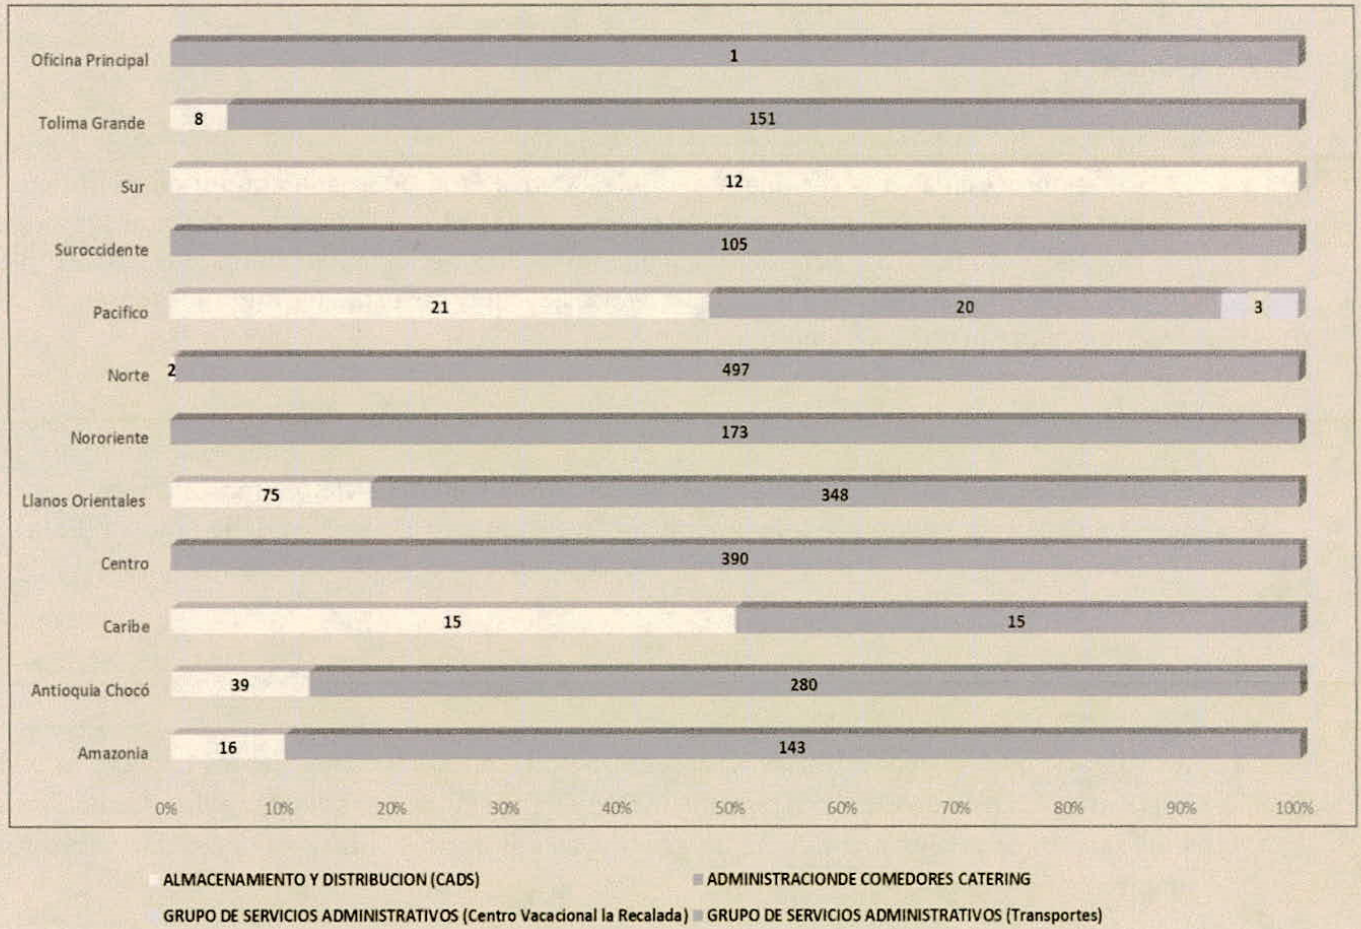 Oficina Principal 1
Tolima Grande 8 151
Sur 12
Suroccidente 105
Pacifico 21 20 3
Norte 2 497
Nororiente 173
Llanos Orientales 75 348
Centro 390
Caribe 15 15
Antioquia Chocó 39 280
Amazonia 16 143
0% 10% 20% 30% 40% 50% 60% 70% 80% 90% 100%
ALMACENAMIENTO Y DISTRIBUCION (CADS) ADMINISTRACIONDE COMEDORES CATERING
GRUPO DE SERVICIOS ADMINISTRATIVOS (Centro Vacacional la Recalada) GRUPO DE SERVICIOS ADMINISTRATIVOS (Transportes)